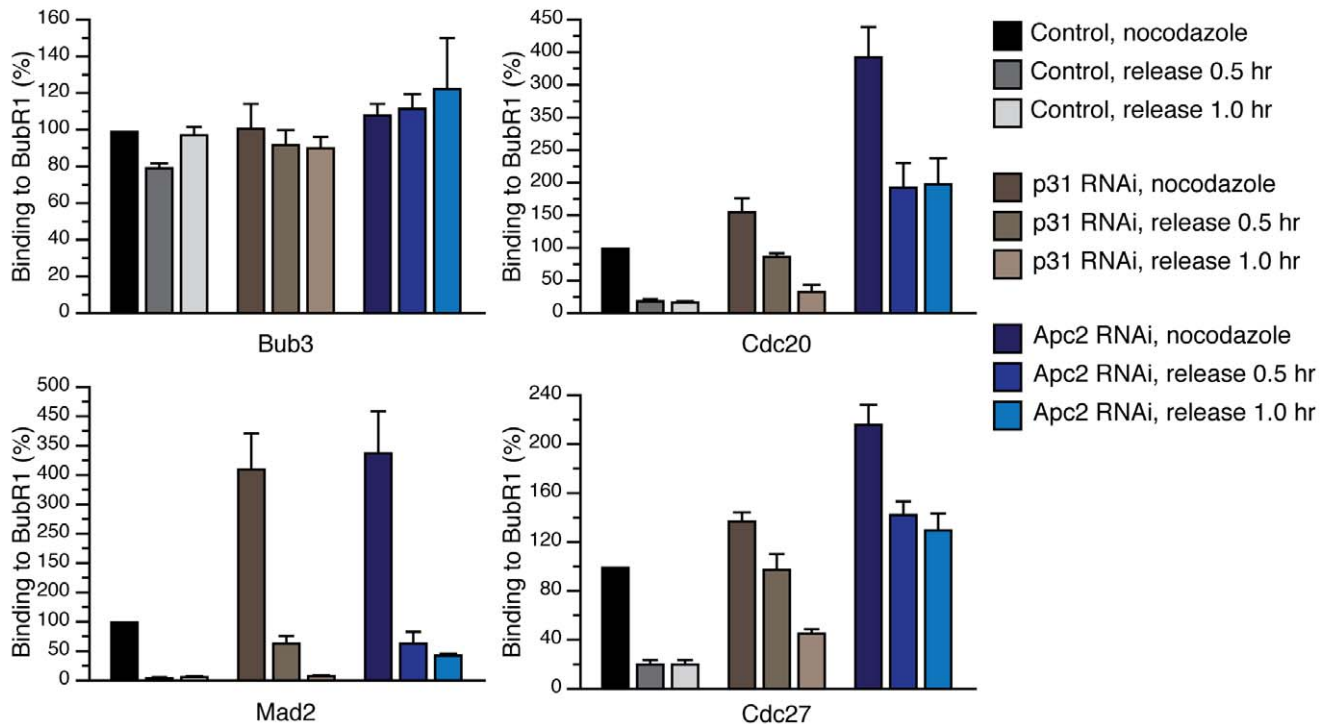 160
140
120
100
80
60
40
20
0
Binding to BubR1 (%)
Bub3
450
400
350
300
250
200
150
100
50
0
Binding to BubR1 (%)
Cdc20
Control, nocodazole
Control, release 0.5 hr
Control, release 1.0 hr
p31 RNAi, nocodazole
p31 RNAi, release 0.5 hr
p31 RNAi, release 1.0 hr
Apc2 RNAi, nocodazole
Apc2 RNAi, release 0.5 hr
Apc2 RNAi, release 1.0 hr
500
450
400
350
300
250
200
150
100
50
0
Binding to BubR1 (%)
Mad2
240
200
160
120
80
40
0
Binding to BubR1 (%)
Cdc27